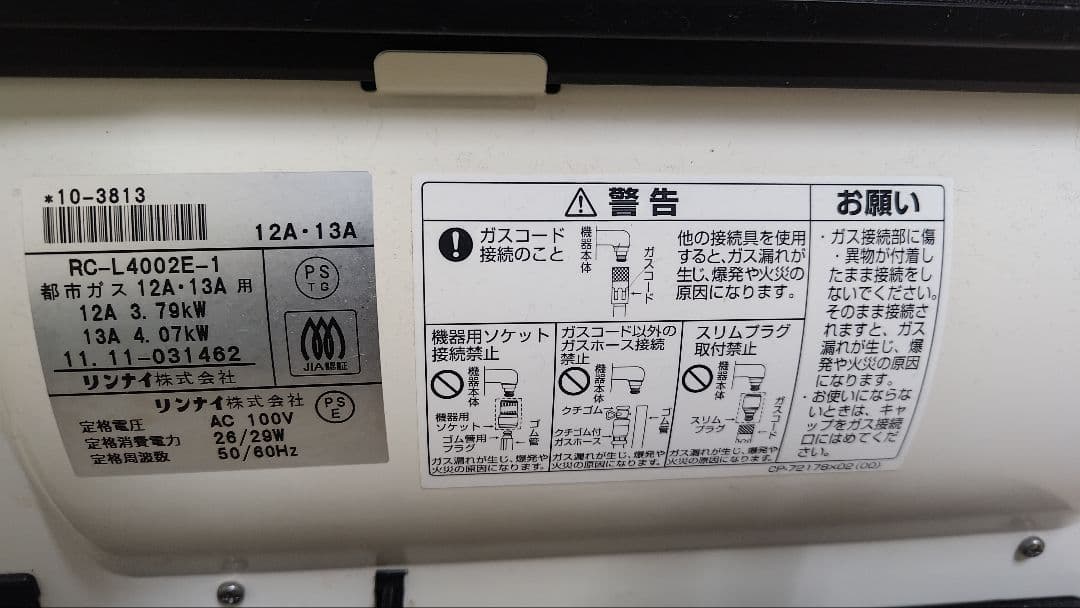 *10-3813
12A・13A
RC-L4002E-1
都市ガス 12A・13A 用
12A 3.79kW
13A 4.07kW
11.11-031462
リンナイ株式会社
PS
TG
JIA認証
リンナイ株式会社
PS
E
定格電圧 AC 100V
定格消費電力 26/29W
定格周波数 50/60Hz
警告
ガスコード
接続のこと
機器本体
ガスコード
他の接続具を使用
すると、ガス漏れが
生じ、爆発や火災の
原因になります。
機器用ソケット
接続禁止
機器本体
機器用
ソケット
ゴム管用
プラグ
ゴム管
ガス漏れが生じ、爆発や
火災の原因になります。
ガスコード以外の
ガスホース接続
禁止
機器本体
クチゴム
クチゴム付
ガスホース
ゴム管
ガス漏れが生じ、爆発や
火災の原因になります。
スリムプラグ
取付禁止
機器本体
スリム
プラグ
ガスコード
ガス漏れが生じ、爆発や
火災の原因になります。
お願い
・ガス接続部に傷
・異物が付着し
たまま接続をし
ないでください。
そのまま接続さ
れますと、ガス
漏れが生じ、爆
発や火災の原因
になります。
・お使いにならな
いときは、キャ
ップをガス接続
口にはめてくだ
さい。
CP-72178×02(00)